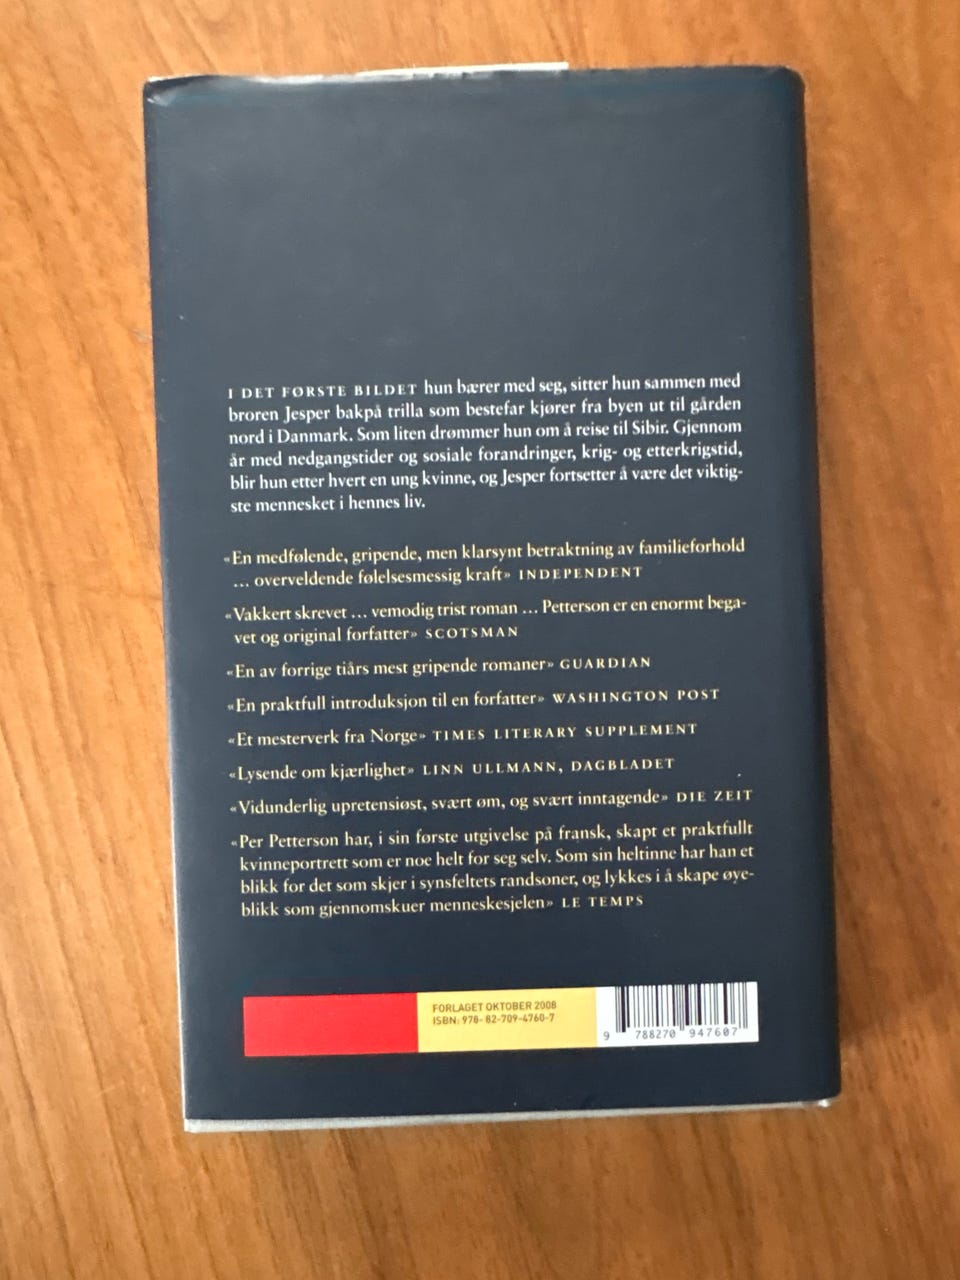 I DET FØRSTE BILDET hun bærer med seg, sitter hun sammen med
broren Jesper bakpå trilla som bestefar kjører fra byen ut til gården
nord i Danmark. Som liten drømmer hun om å reise til Sibir. Gjennom
år med nedgangstider og sosiale forandringer, krig- og etterkrigstid,
blir hun etter hvert en ung kvinne, og Jesper fortsetter å være det viktig-
ste mennesket i hennes liv.
«En medfølende, gripende, men klarsynt betraktning av familieforhold
... overveldende følelsesmessig kraft» INDEPENDENT
«Vakkert skrevet ... vemodig trist roman ... Petterson er en enormt bega-
vet og original forfatter» SCOTSMAN
«En av forrige tiårs mest gripende romaner» GUARDIAN
«En praktfull introduksjon til en forfatter» WASHINGTON POST
«Et mesterverk fra Norge» TIMES LITERARY SUPPLEMENT
«Lysende om kjærlighet» LINN ULLMANN, DAGBLADET
«Vidunderlig upretensiøst, svært øm, og svært inntagende» DIE ZEIT
«Per Petterson har, i sin første utgivelse på fransk, skapt et praktfullt
kvinneportrett som er noe helt for seg selv. Som sin heltinne har han et
blikk for det som skjer i synsfeltets randsoner, og lykkes i å skape øye-
blikk som gjennomskuer menneskesjelen» LE TEMPS
FORLAGET OKTOBER 2008
ISBN: 978- 82-709-4760-7
9 788270 947607